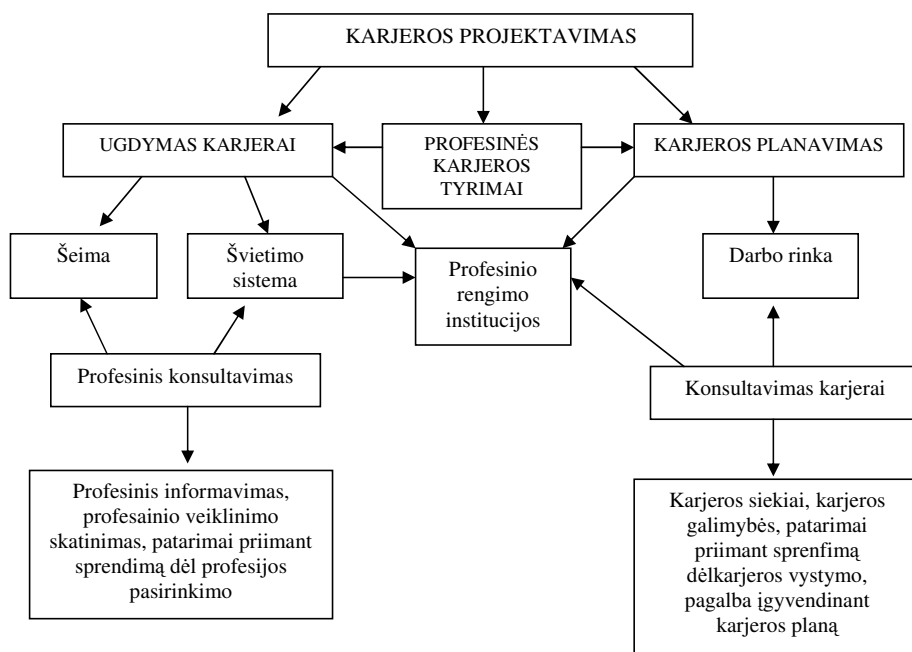 KARJEROS PROJEKTAVIMAS
UGDYMAS KARJERAI
PROFESINĖS
KARJEROS
TYRIMAI
KARJEROS PLANAVIMAS
Šeima
Švietimo
sistema
Profesinio
rengimo
institucijos
Darbo rinka
Profesinis konsultavimas
Konsultavimas karjerai
Profesinis informavimas,
profesainio veiklinimo
skatinimas, patarimai priimant
sprendimą dėl profesijos
pasirinkimo
Karjeros siekiai, karjeros
galimybės, patarimai
priimant sprenfimą
dėlkarjeros vystymo,
pagalba įgyvendinant
karjeros planą